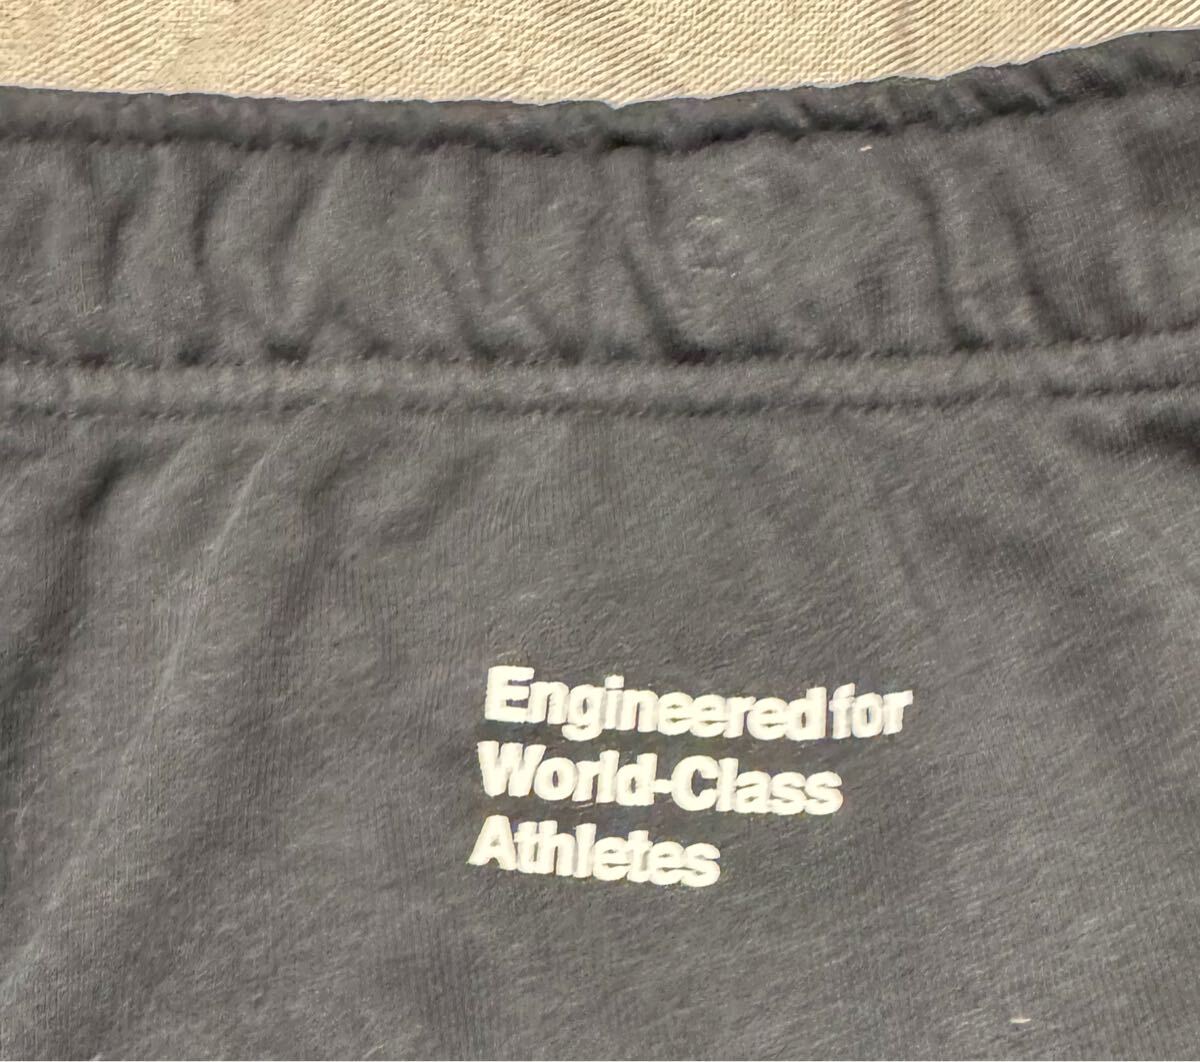 Engineered for
World-Class
Athletes